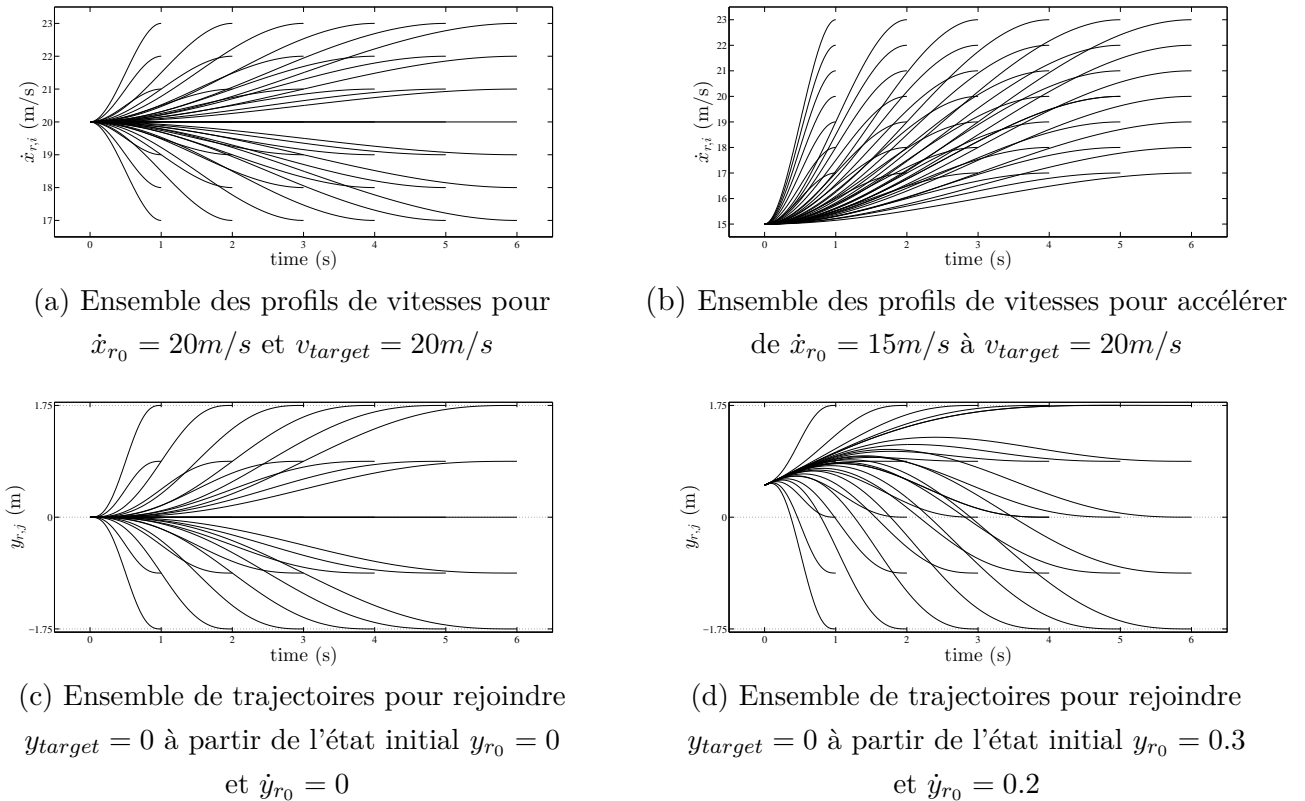 23
22
21
20
19
18
17
ẋ_{r,i} (m/s)
0 1 2 3 4 5 6
time (s)
(a) Ensemble des profils de vitesses pour
ẋ_{r_0} = 20m/s et v_{target} = 20m/s
23
22
21
20
19
18
17
16
15
ẋ_{r,i} (m/s)
0 1 2 3 4 5 6
time (s)
(b) Ensemble des profils de vitesses pour accélérer
de ẋ_{r_0} = 15m/s à v_{target} = 20m/s
1.75
0
−1.75
y_{r,j} (m)
0 1 2 3 4 5 6
time (s)
(c) Ensemble de trajectoires pour rejoindre
y_{target} = 0 à partir de l'état initial y_{r_0} = 0
et ẏ_{r_0} = 0
1.75
0
−1.75
y_{r,j} (m)
0 1 2 3 4 5 6
time (s)
(d) Ensemble de trajectoires pour rejoindre
y_{target} = 0 à partir de l'état initial y_{r_0} = 0.3
et ẏ_{r_0} = 0.2